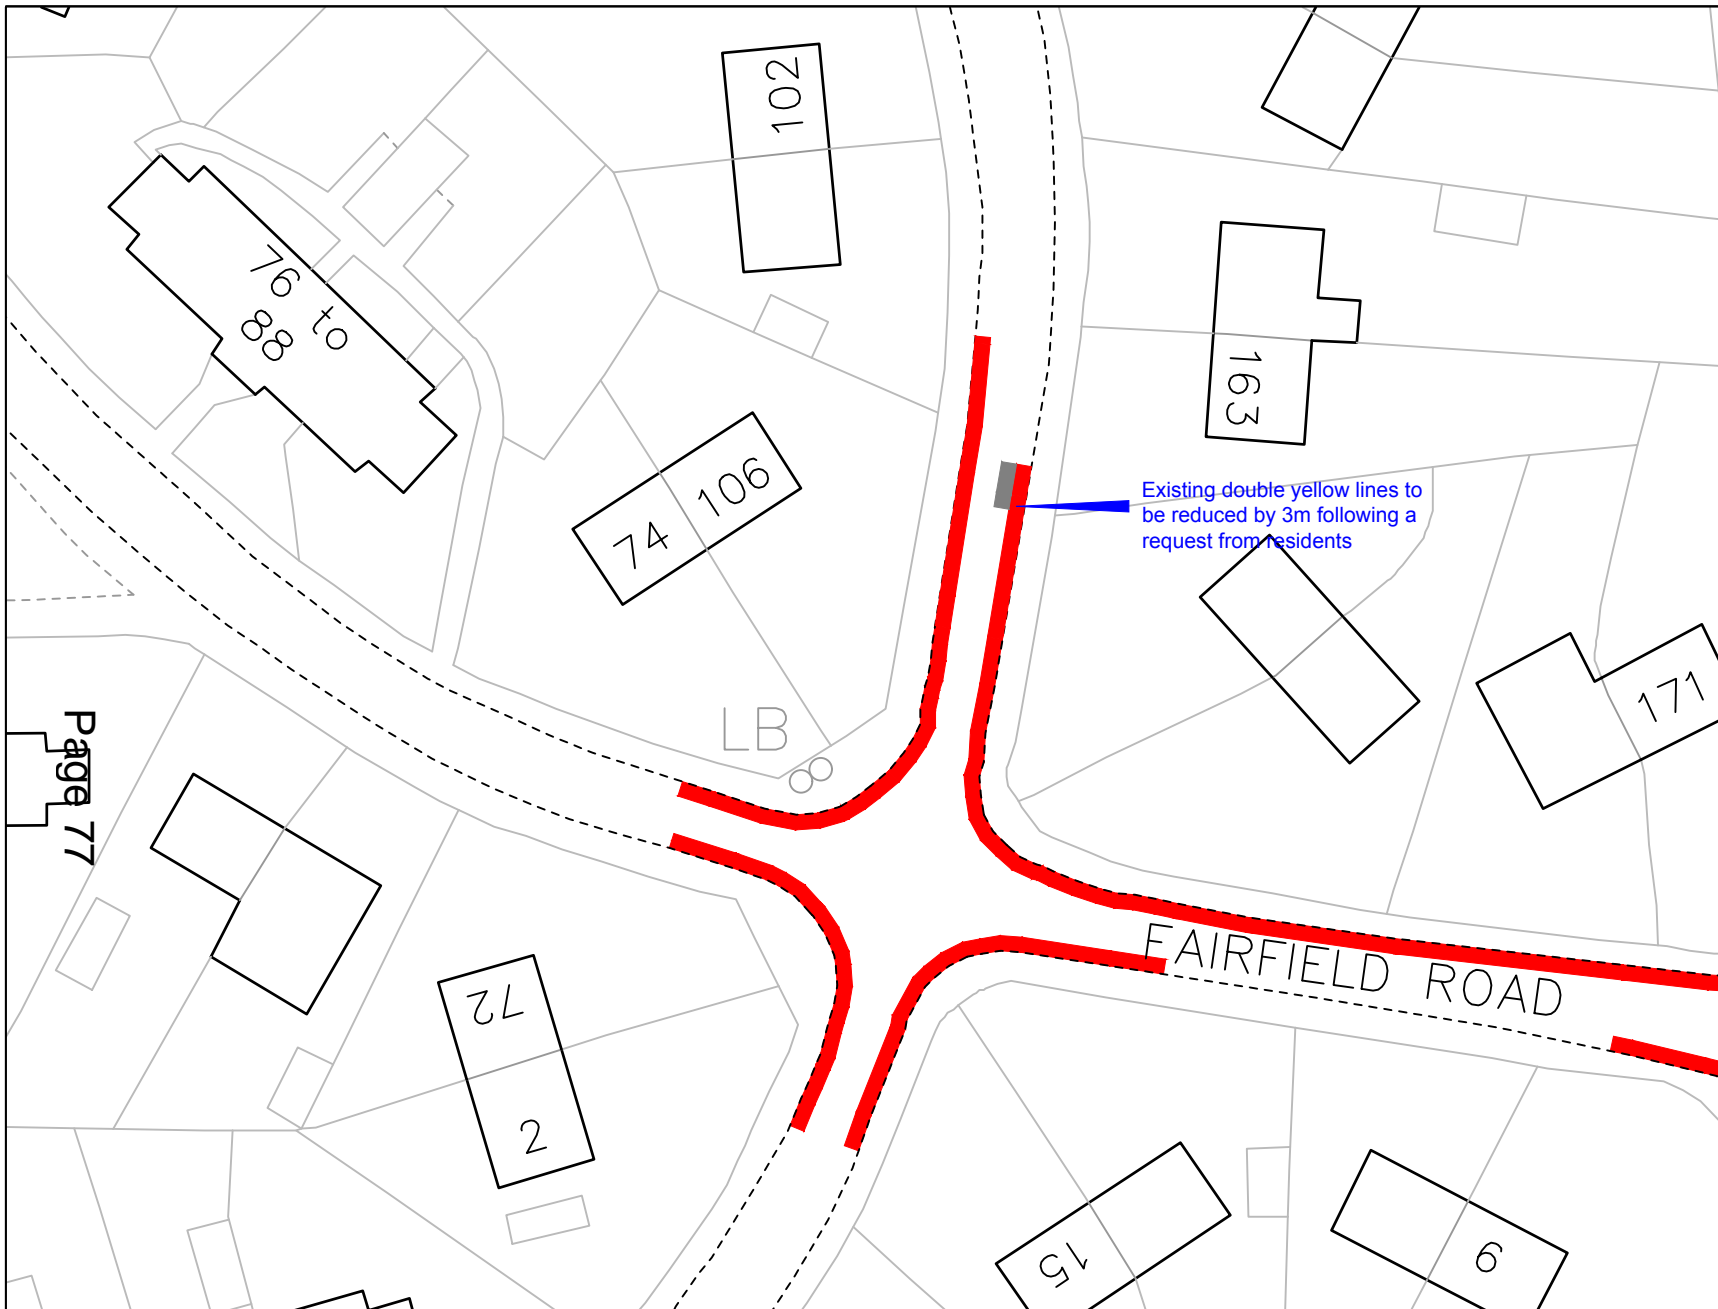 102
76 to
88
163
Existing double yellow lines to
be reduced by 3m following a
request from residents
106
74
171
LB
Page 77
FAIRFIELD ROAD
72
2
15
9